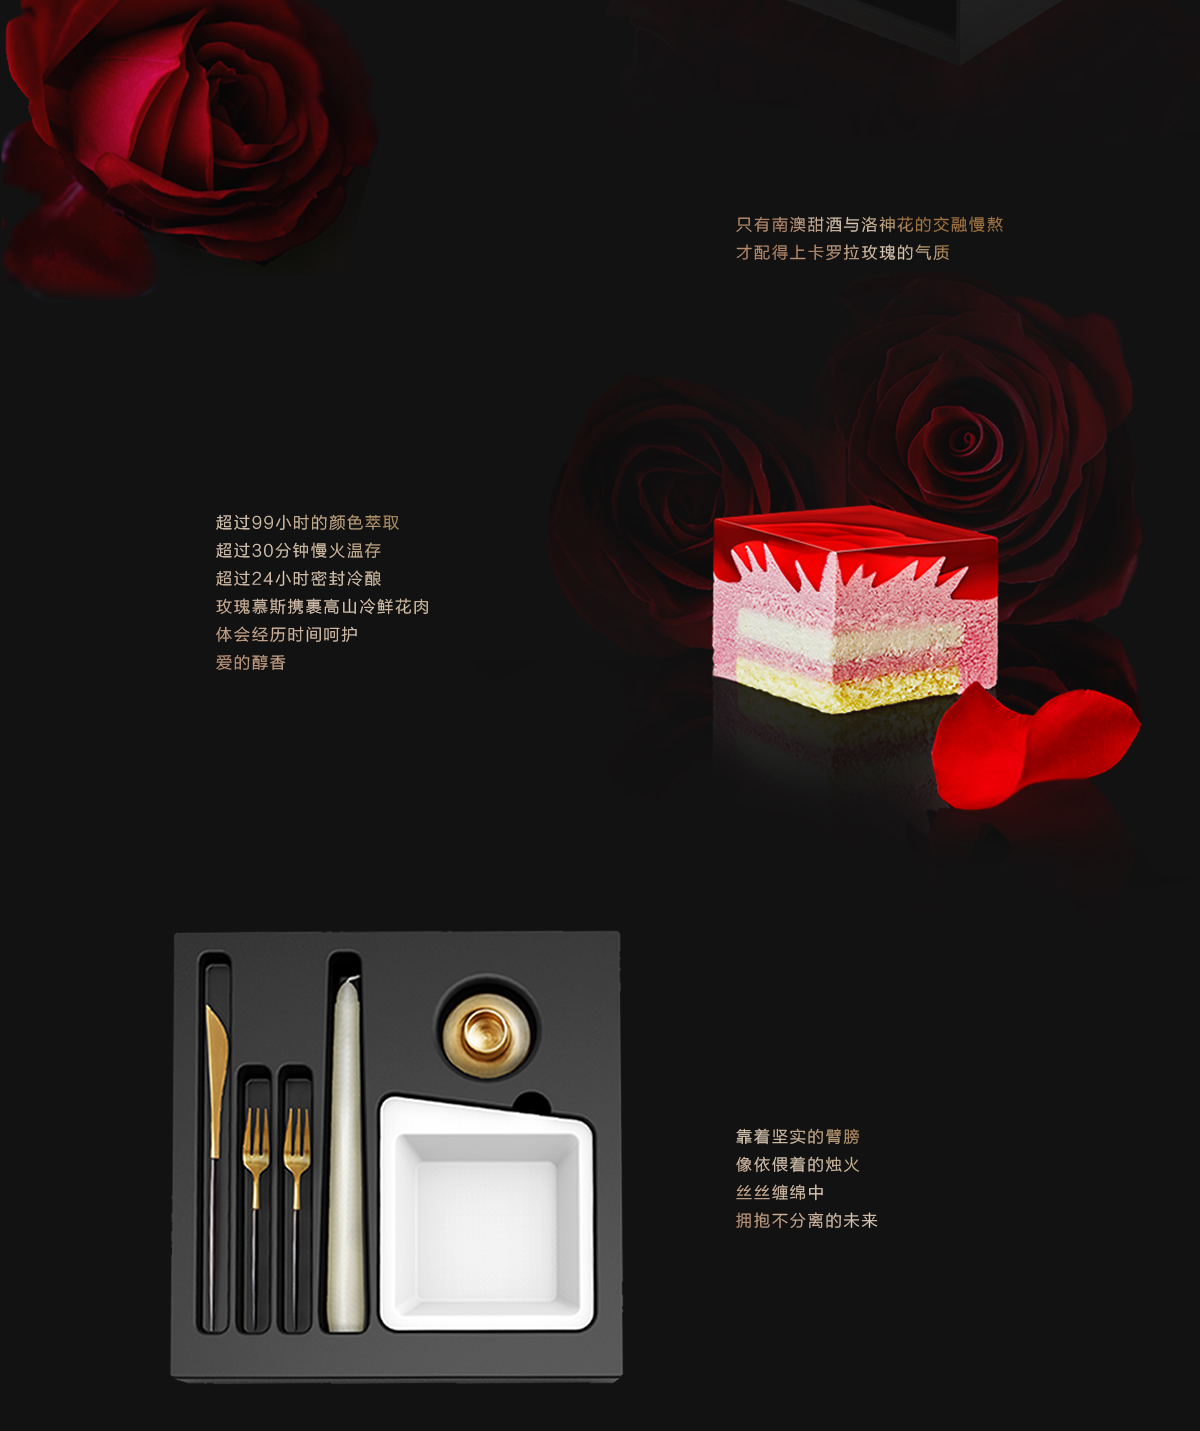 只有南澳甜酒与洛神花的交融慢熬
才配得上卡罗拉玫瑰的气质
超过99小时的颜色萃取
超过30分钟慢火温存
超过24小时密封冷酿
玫瑰慕斯携裹高山冷鲜花肉
体会经历时间呵护
爱的醇香
靠着坚实的臂膀
像依偎着的烛火
丝丝缠绵中
拥抱不分离的未来